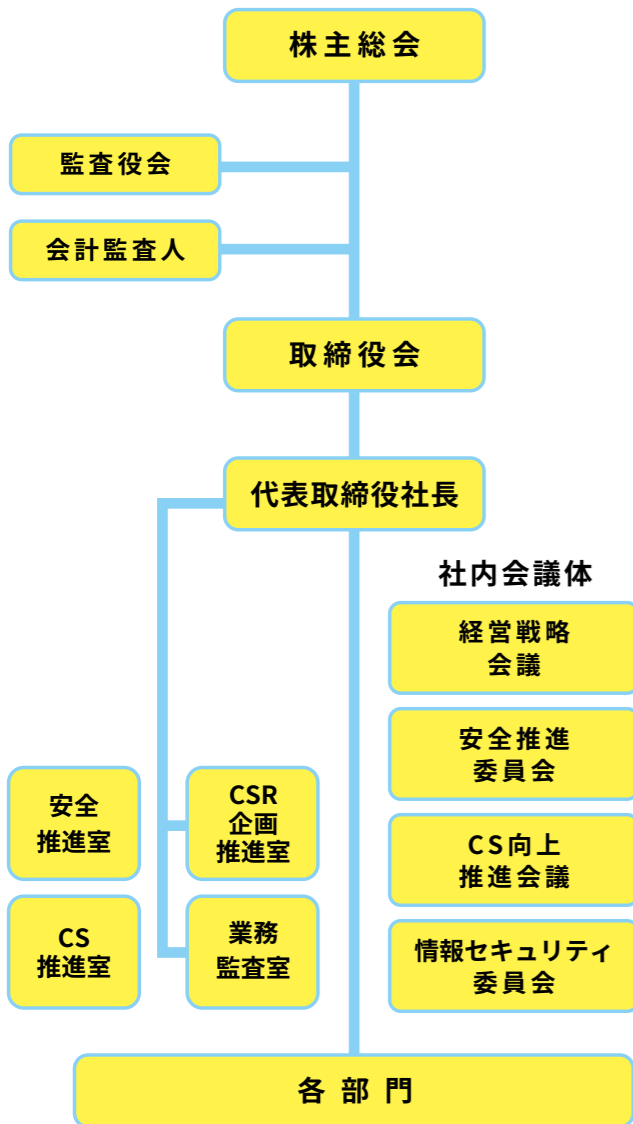 株主総会
監査役会
会計監査人
取締役会
代表取締役社長
社内会議体
経営戦略
会議
安全推進
委員会
CS向上
推進会議
情報セキュリティ
委員会
安全
推進室
CSR
企画
推進室
CS
推進室
業務
監査室
各部門